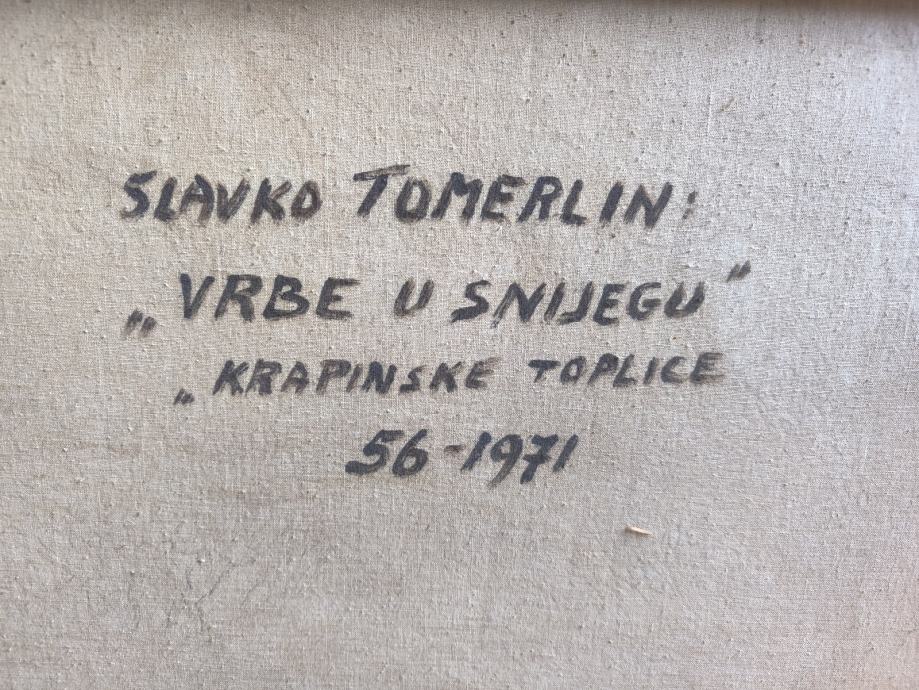 SLAVKO TOMERLIN:
„VRBE U SNIJEGU"
„KRAPINSKE TOPLICE
56-1971